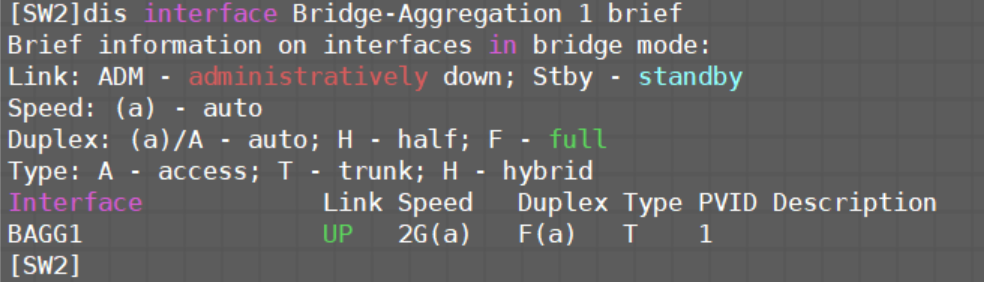 [SW2]dis interface Bridge-Aggregation 1 brief
Brief information on interfaces in bridge mode:
Link: ADM - administratively down; Stby - standby
Speed: (a) - auto
Duplex: (a)/A - auto; H - half; F - full
Type: A - access; T - trunk; H - hybrid
Interface            Link Speed   Duplex Type PVID Description
BAGG1                UP   2G(a)   F(a)   T    1
[SW2]